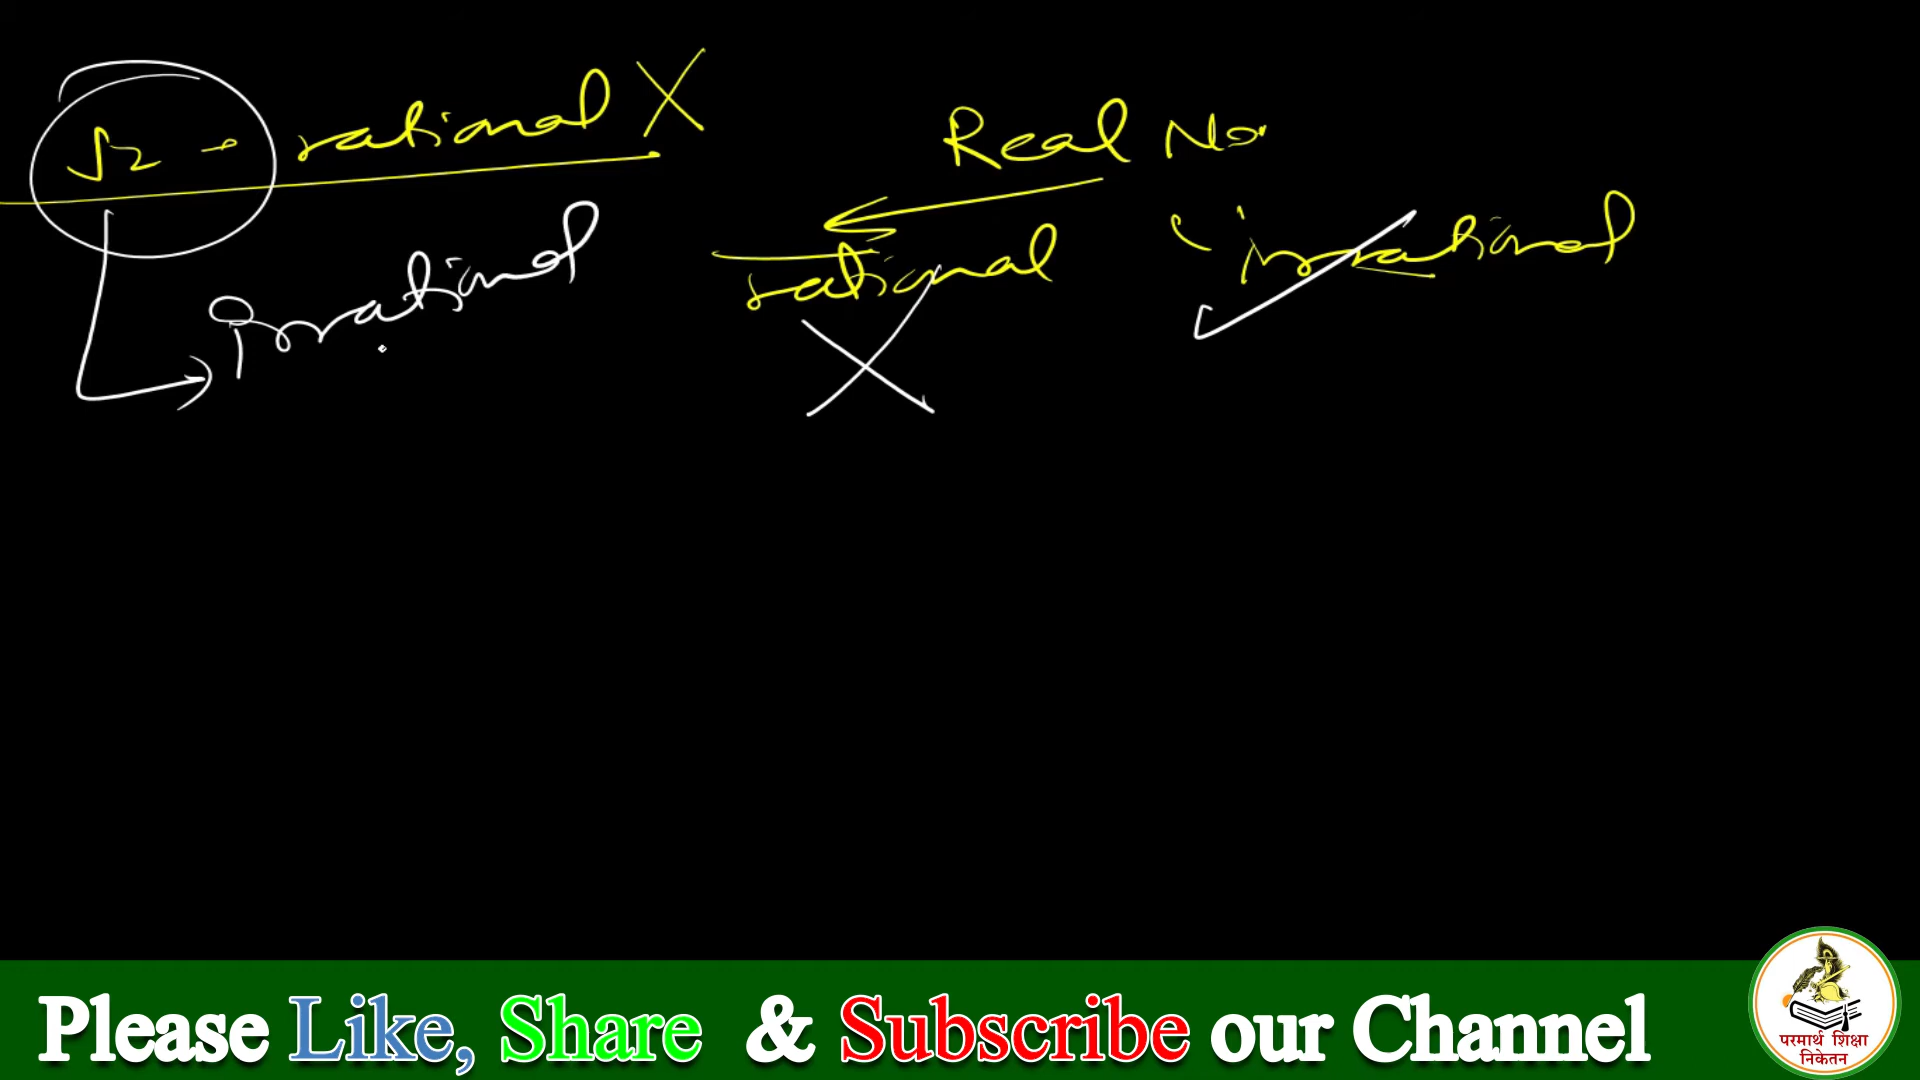 √2 → rational X
Real No.
rational , irrational
irrational
Please Like, Share & Subscribe our Channel
परमार्थ शिक्षा
निकेतन